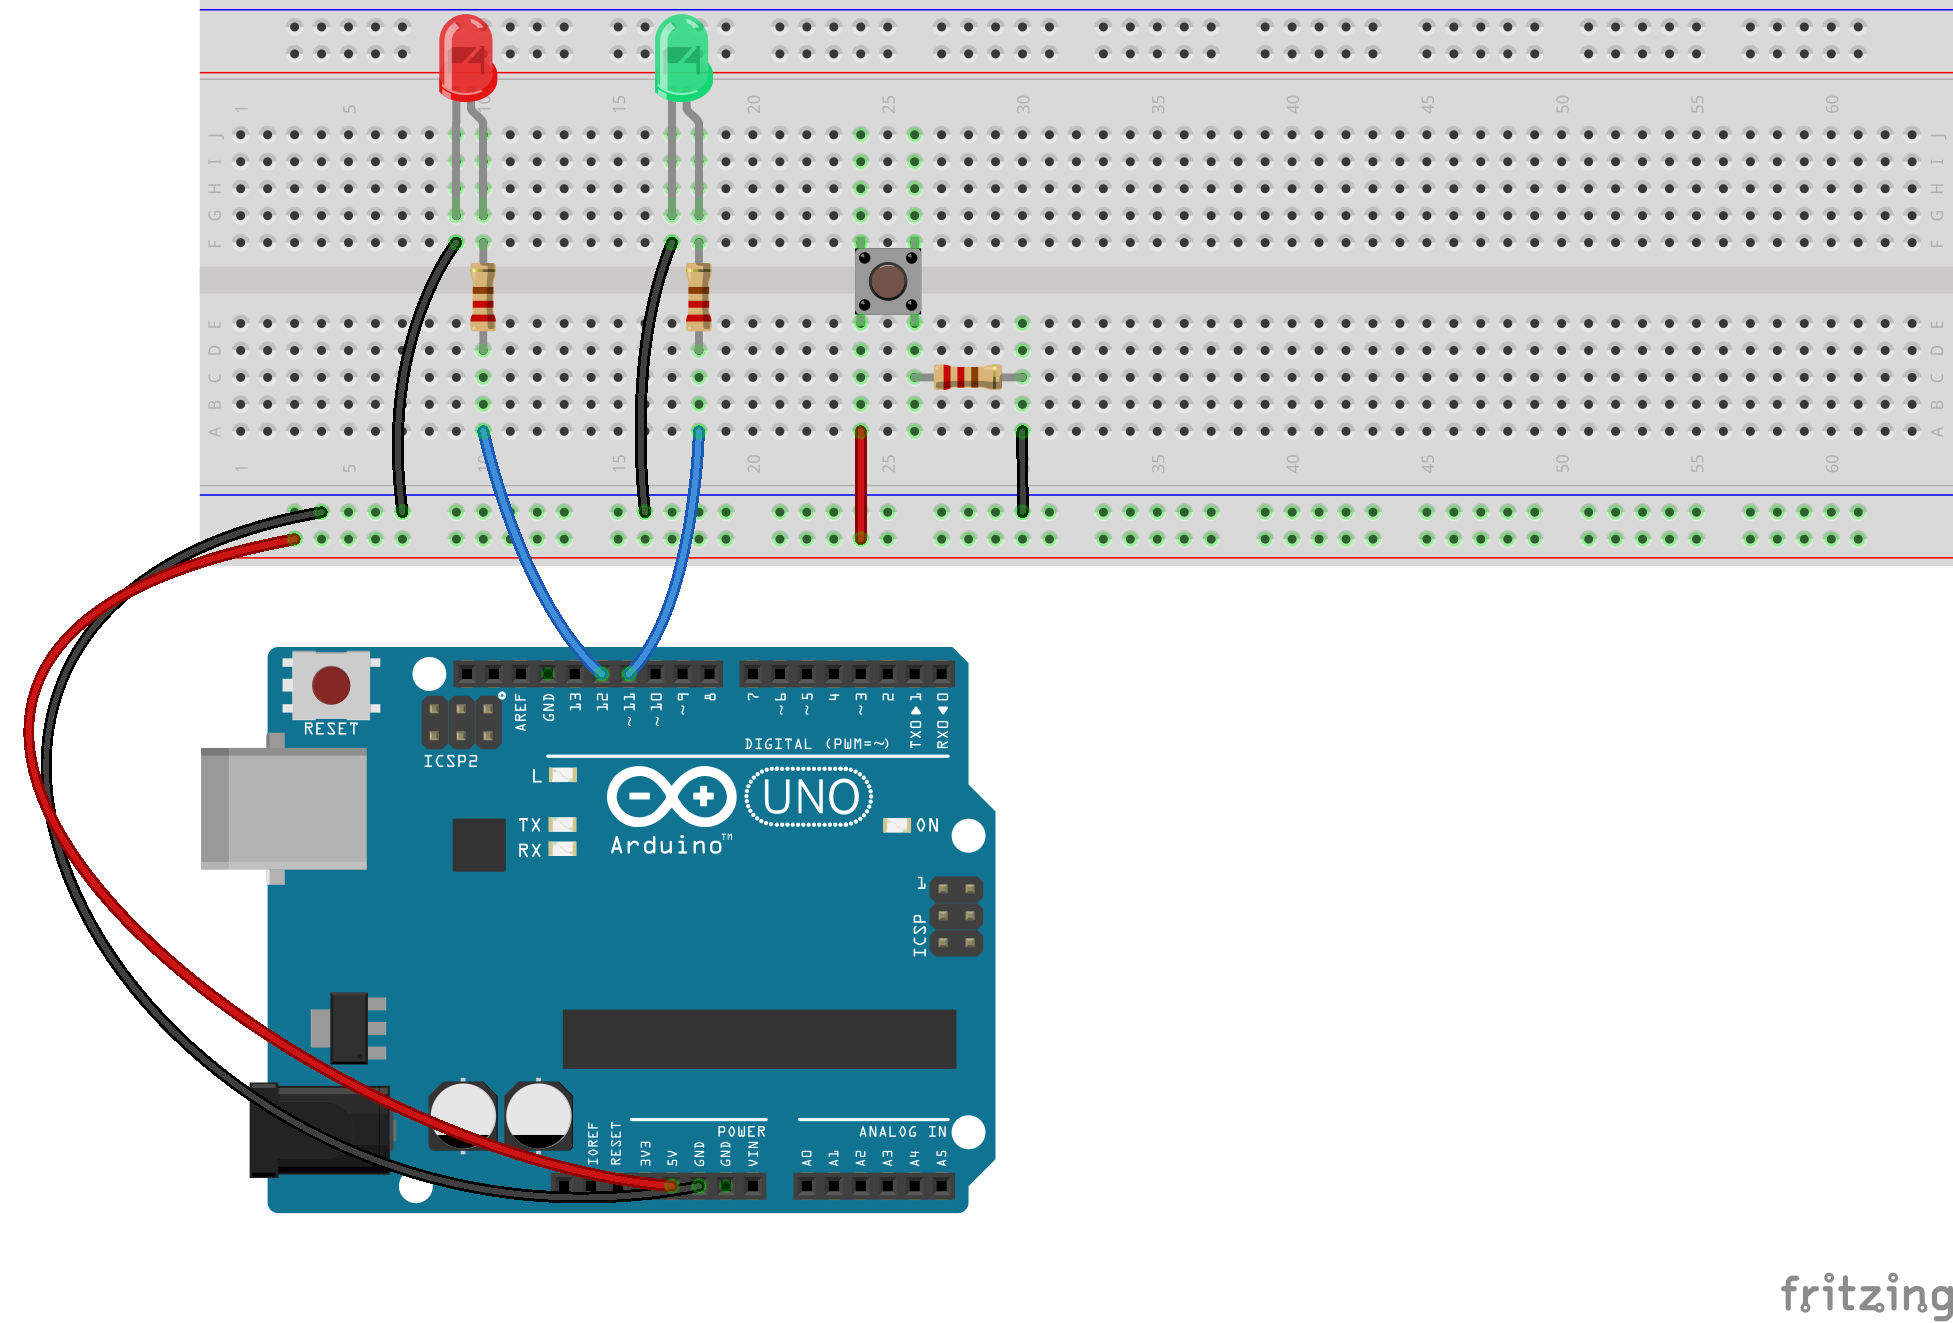 1 5 10 15 20 25 30 35 40 45 50 55 60
J J
I I
H H
G G
F F
E E
D D
C C
B B
A A
1 5 10 15 20 25 35 40 45 50 55 60
RESET
ICSP2
AREF
GND
13
12
~11
~10
~9
8
7
~6
~5
4
~3
2
TX0▶1
RX0◀0
DIGITAL (PWM=~)
L
TX
RX
Arduino™
UNO
ON
1
ICSP
IOREF
RESET
3V3
5V
GND
GND
VIN
POWER
A0
A1
A2
A3
A4
A5
ANALOG IN
fritzing